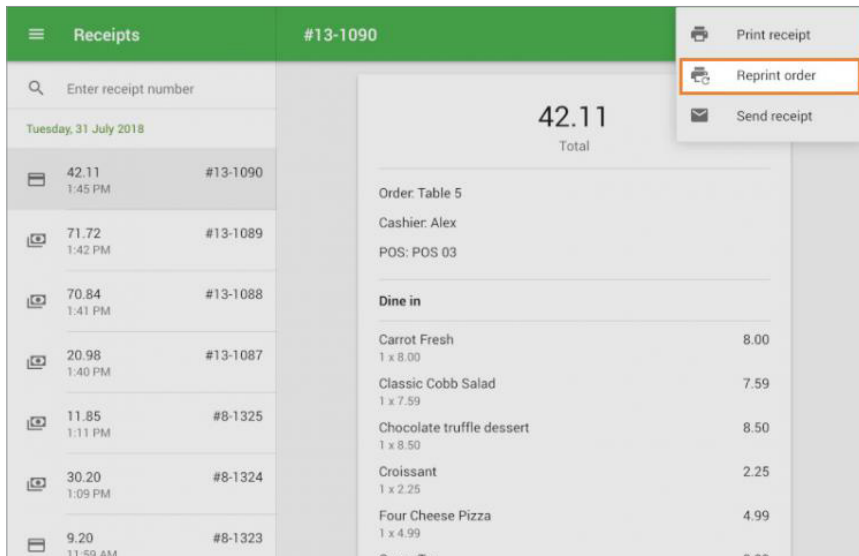 Receipts
#13-1090
Print receipt
Reprint order
Send receipt
Enter receipt number
Tuesday, 31 July 2018
42.11 #13-1090
1:45 PM
71.72 #13-1089
1:42 PM
70.84 #13-1088
1:41 PM
20.98 #13-1087
1:40 PM
11.85 #8-1325
1:11 PM
30.20 #8-1324
1:09 PM
9.20 #8-1323
11:59 AM
42.11
Total
Order: Table 5
Cashier: Alex
POS: POS 03
Dine in
Carrot Fresh 8.00
1 x 8.00
Classic Cobb Salad 7.59
1 x 7.59
Chocolate truffle dessert 8.50
1 x 8.50
Croissant 2.25
1 x 2.25
Four Cheese Pizza 4.99
1 x 4.99